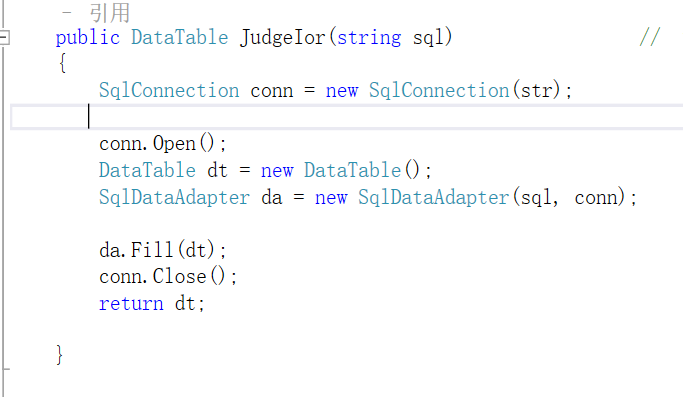 - 引用
public DataTable JudgeIor(string sql) //
{
SqlConnection conn = new SqlConnection(str);
conn.Open();
DataTable dt = new DataTable();
SqlDataAdapter da = new SqlDataAdapter(sql, conn);
da.Fill(dt);
conn.Close();
return dt;
}